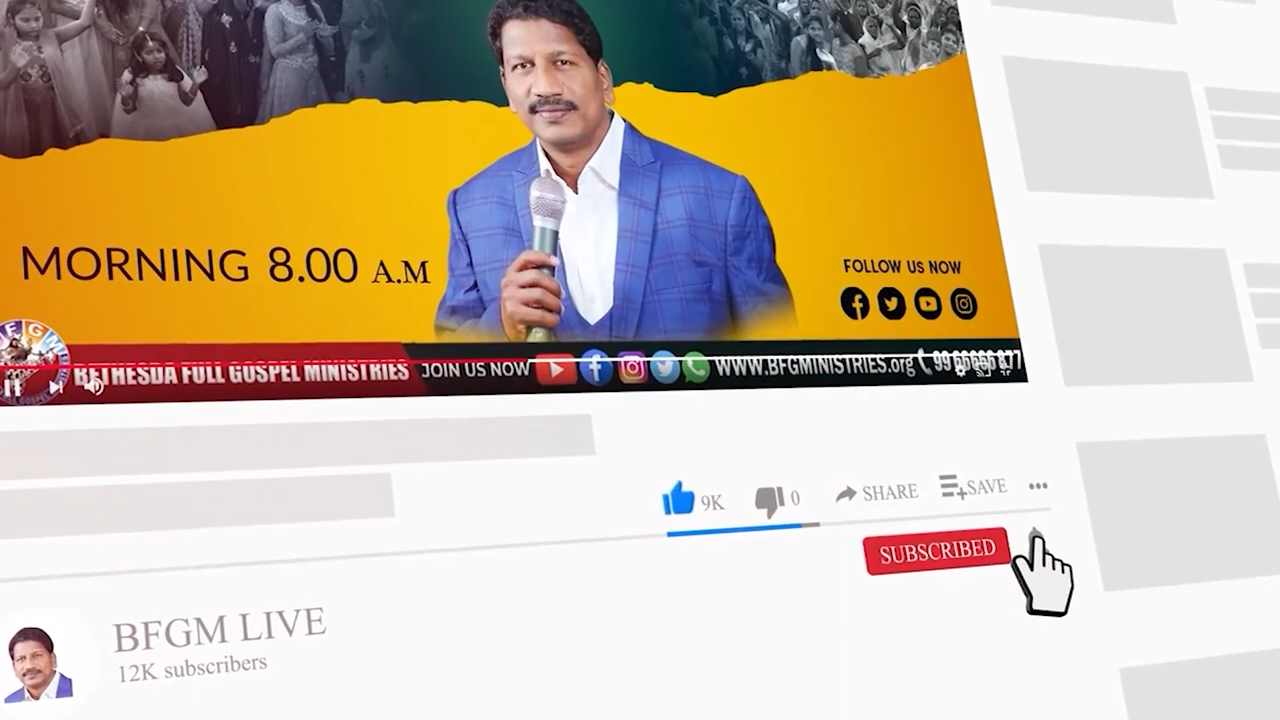 MORNING 8.00 A.M
FOLLOW US NOW
BETHESDA FULL GOSPEL MINISTRIES
JOIN US NOW
WWW.BFGMINISTRIES.org
9K
0
SHARE
SAVE
SUBSCRIBED
BFGM LIVE
12K subscribers